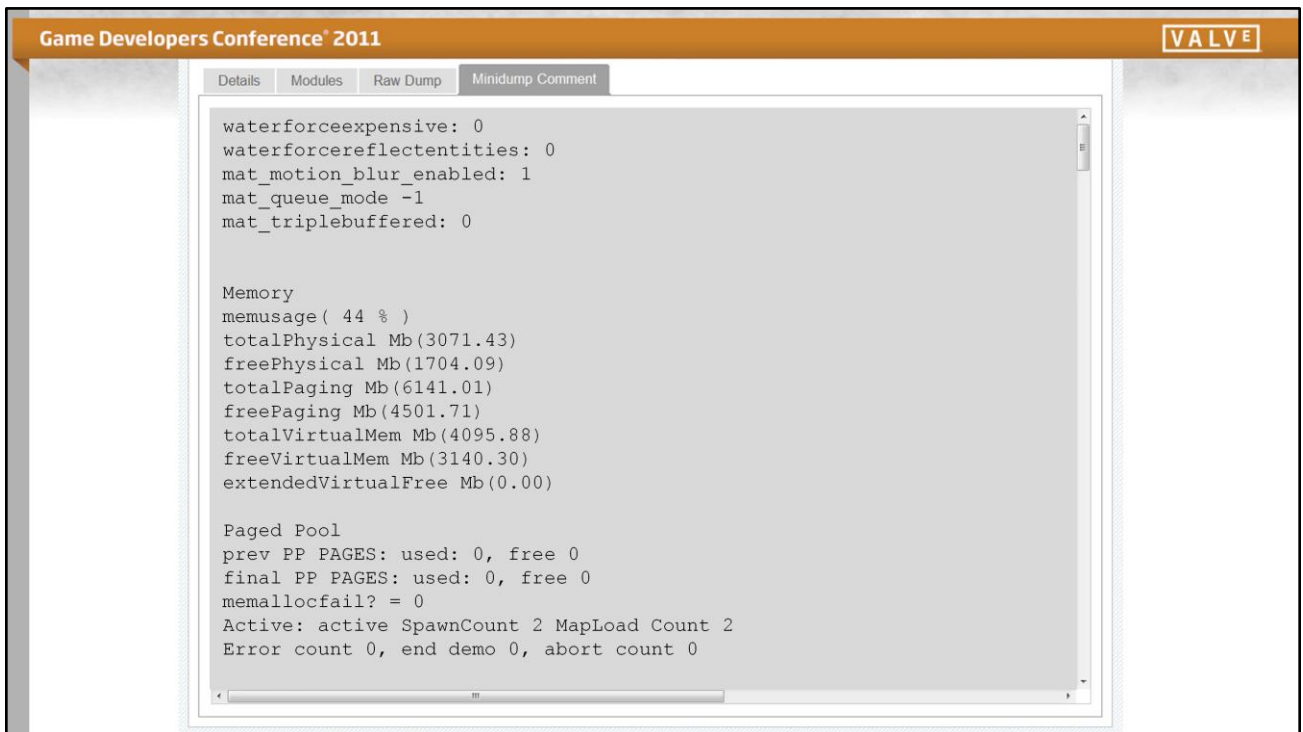 Game Developers Conference® 2011
VALVE
Details Modules Raw Dump Minidump Comment
waterforceexpensive: 0
waterforcereflectentities: 0
mat_motion_blur_enabled: 1
mat_queue_mode -1
mat_triplebuffered: 0
Memory
memusage( 44 % )
totalPhysical Mb(3071.43)
freePhysical Mb(1704.09)
totalPaging Mb(6141.01)
freePaging Mb(4501.71)
totalVirtualMem Mb(4095.88)
freeVirtualMem Mb(3140.30)
extendedVirtualFree Mb(0.00)
Paged Pool
prev PP PAGES: used: 0, free 0
final PP PAGES: used: 0, free 0
memallocfail? = 0
Active: active SpawnCount 2 MapLoad Count 2
Error count 0, end demo 0, abort count 0